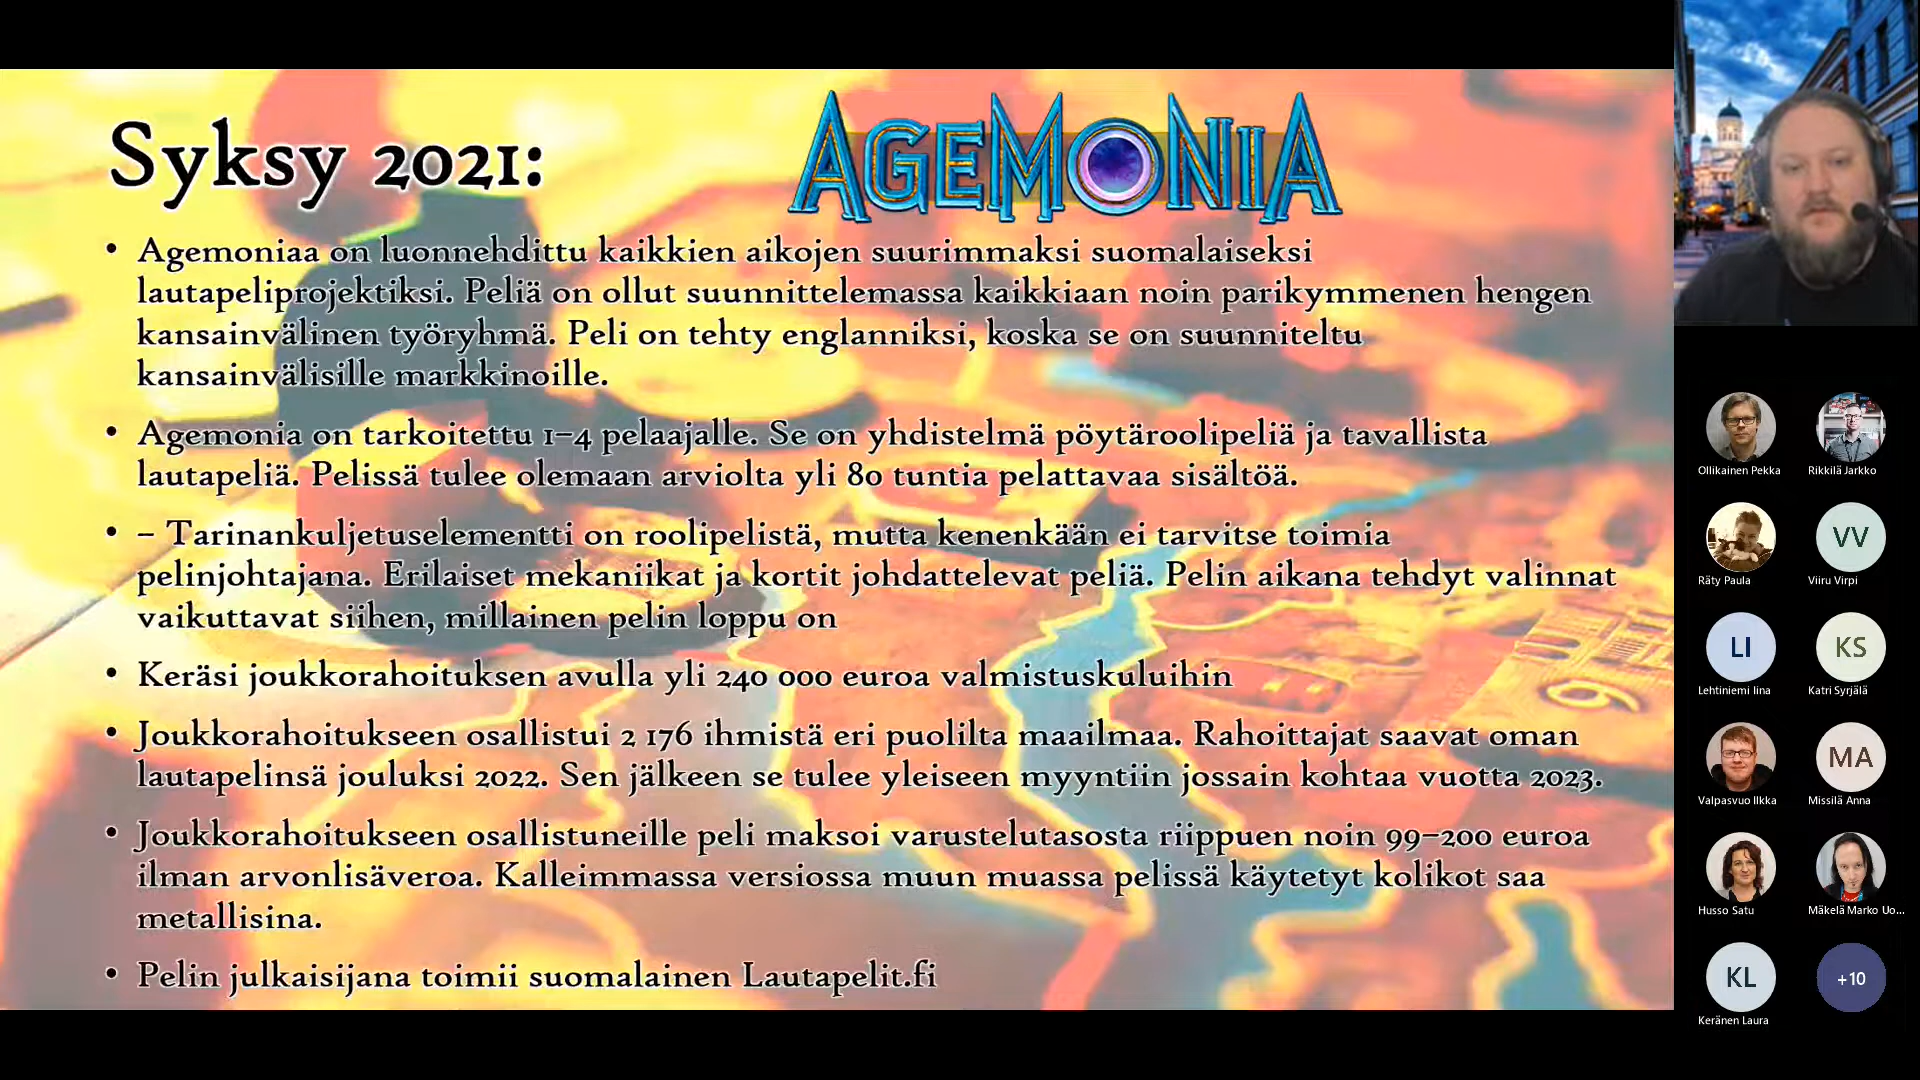 Syksy 2021:
AGEMONIA
• Agemoniaa on luonnehdittu kaikkien aikojen suurimmaksi suomalaiseksi
lautapeliprojektiksi. Peliä on ollut suunnittelemassa kaikkiaan noin parikymmenen hengen
kansainvälinen työryhmä. Peli on tehty englanniksi, koska se on suunniteltu
kansainvälisille markkinoille.
• Agemonia on tarkoitettu 1–4 pelaajalle. Se on yhdistelmä pöytäroolipeliä ja tavallista
lautapeliä. Pelissä tulee olemaan arviolta yli 80 tuntia pelattavaa sisältöä.
• – Tarinankuljetuselementti on roolipelistä, mutta kenenkään ei tarvitse toimia
pelinjohtajana. Erilaiset mekaniikat ja kortit johdattelevat peliä. Pelin aikana tehdyt valinnat
vaikuttavat siihen, millainen pelin loppu on
• Keräsi joukkorahoituksen avulla yli 240 000 euroa valmistuskuluihin
• Joukkorahoitukseen osallistui 2 176 ihmistä eri puolilta maailmaa. Rahoittajat saavat oman
lautapelinsä jouluksi 2022. Sen jälkeen se tulee yleiseen myyntiin jossain kohtaa vuotta 2023.
• Joukkorahoitukseen osallistuneille peli maksoi varustelutasosta riippuen noin 99–200 euroa
ilman arvonlisäveroa. Kalleimmassa versiossa muun muassa pelissä käytetyt kolikot saa
metallisina.
• Pelin julkaisijana toimii suomalainen Lautapelit.fi
Ollikainen Pekka
Rikkilä Jarkko
Räty Paula
VV
Viiru Virpi
LI
Lehtiniemi Iina
KS
Katri Syrjälä
Valpasvuo Ilkka
MA
Missilä Anna
Husso Satu
Mäkelä Marko Uo...
KL
Keränen Laura
+10